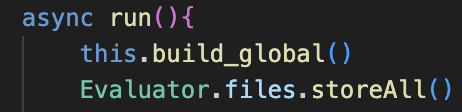 async run(){
this.build_global()
Evaluator.files.storeAll()